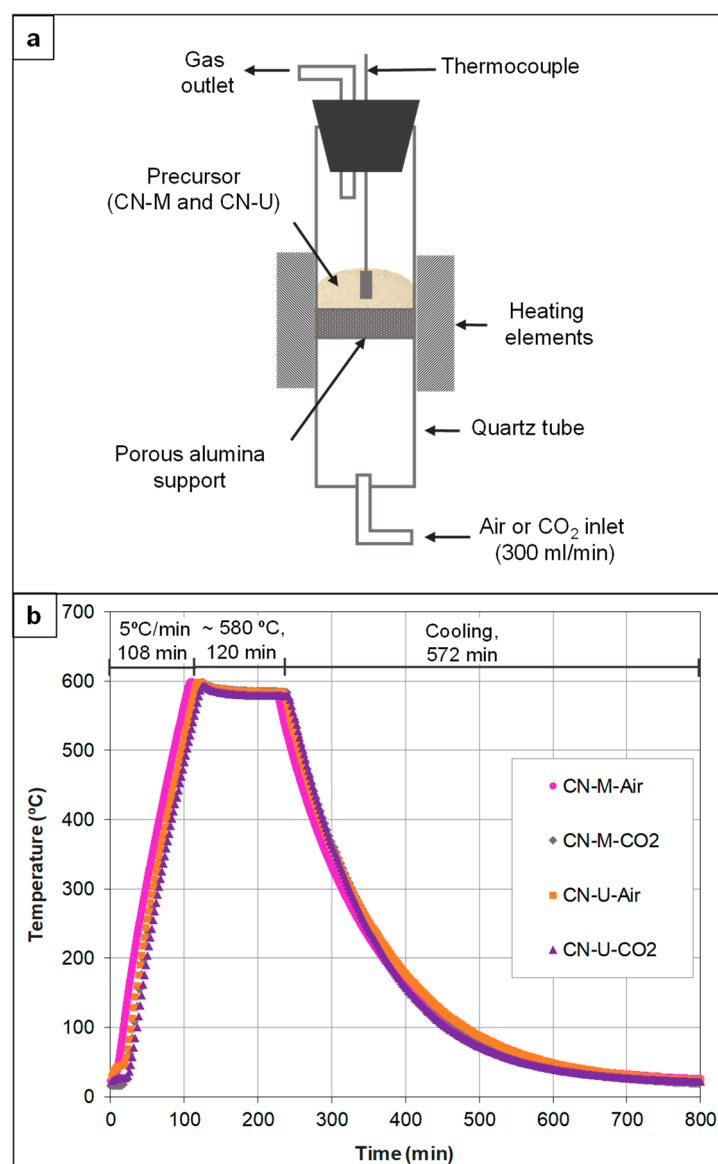 a
Gas
outlet
Thermocouple
Precursor
(CN-M and CN-U)
Heating
elements
Quartz tube
Porous alumina
support
Air or CO₂ inlet
(300 ml/min)
b
5ºC/min
108 min
~ 580 ºC,
120 min
Cooling,
572 min
700
600
500
400
300
200
100
0
Temperature (ºC)
CN-M-Air
CN-M-CO2
CN-U-Air
CN-U-CO2
0 100 200 300 400 500 600 700 800
Time (min)